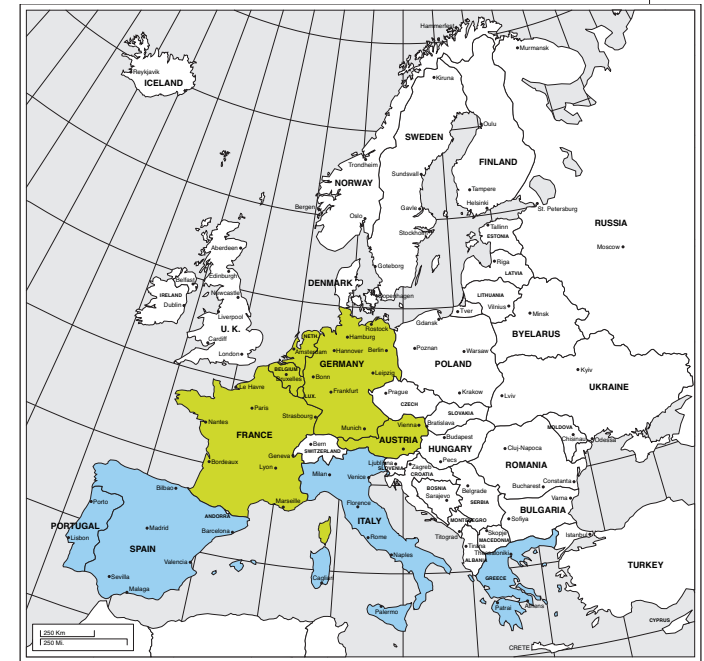 Hammerfest
Murmansk
Reykjavik
ICELAND
Kiruna
Oulu
SWEDEN
FINLAND
Trondheim
Sundsvall
NORWAY
Tampere
Helsinki
Bergen
Gavle
St. Petersburg
Oslo
RUSSIA
Tallinn
Stockholm
ESTONIA
Moscow
Aberdeen
Riga
Goteborg
LATVIA
Edinburgh
Belfast
DENMARK
IRELAND
Newcastle
Copenhagen
LITHUANIA
Dublin
Vilnius
Tver
Minsk
Liverpool
Gdansk
U. K.
Rostock
BYELARUS
Cardiff
NETH.
Hamburg
London
Amsterdam
Hannover
Berlin
Poznan
Warsaw
GERMANY
POLAND
BELGIUM
Kyiv
Bruxelles
Bonn
Leipzig
Le Havre
UKRAINE
Frankfurt
Prague
Krakow
Lviv
LUX.
CZECH
Paris
SLOVAKIA
Strasbourg
Nantes
Munich
Vienna
Bratislava
MOLDOVA
FRANCE
Budapest
Chisinau
Odessa
AUSTRIA
Bern
HUNGARY
Cluj-Napoca
SWITZERLAND
Geneva
Bordeaux
Ljubljana
Pecs
ROMANIA
Lyon
SLOVENIA
Zagreb
Milan
CROATIA
Venice
Constanta
Bilbao
BOSNIA
Belgrade
Bucharest
Sarajevo
Varna
Porto
Marseille
SERBIA
Florence
BULGARIA
ANDORRA
ITALY
MONTENEGRO
Sofiya
PORTUGAL
Madrid
Barcelona
Skopje
Istanbul
Lisbon
Rome
Titograd
MACEDONIA
SPAIN
Tirana
Thessaloniki
Naples
ALBANIA
Valencia
TURKEY
Sevilla
Cagliari
GREECE
Malaga
Patrai
Athens
Palermo
CYPRUS
250 Km
250 Mi.
CRETE